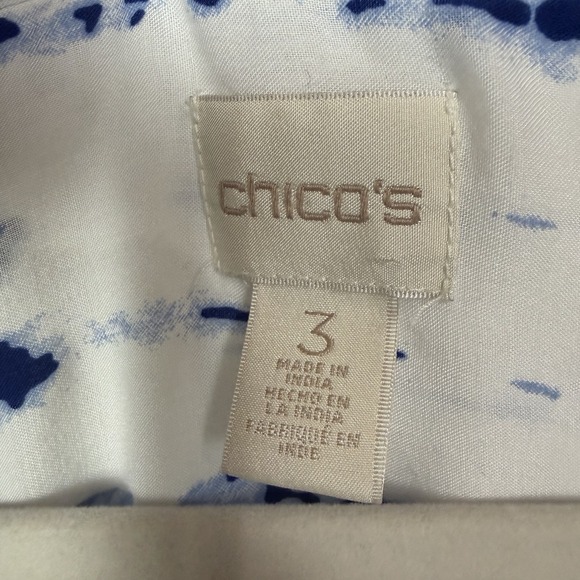 chico's
3
MADE IN
INDIA
HECHO EN
LA INDIA
FABRIQUÉ EN
INDE